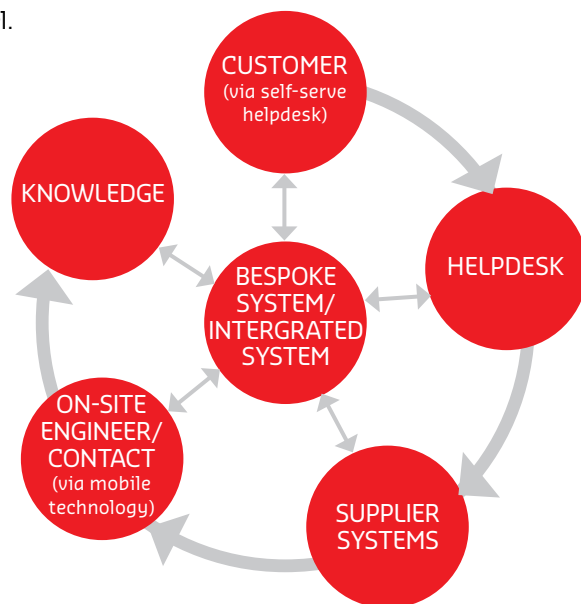 1.
CUSTOMER
(via self-serve
helpdesk)
KNOWLEDGE
HELPDESK
BESPOKE
SYSTEM/
INTERGRATED
SYSTEM
ON-SITE
ENGINEER/
CONTACT
(via mobile
technology)
SUPPLIER
SYSTEMS